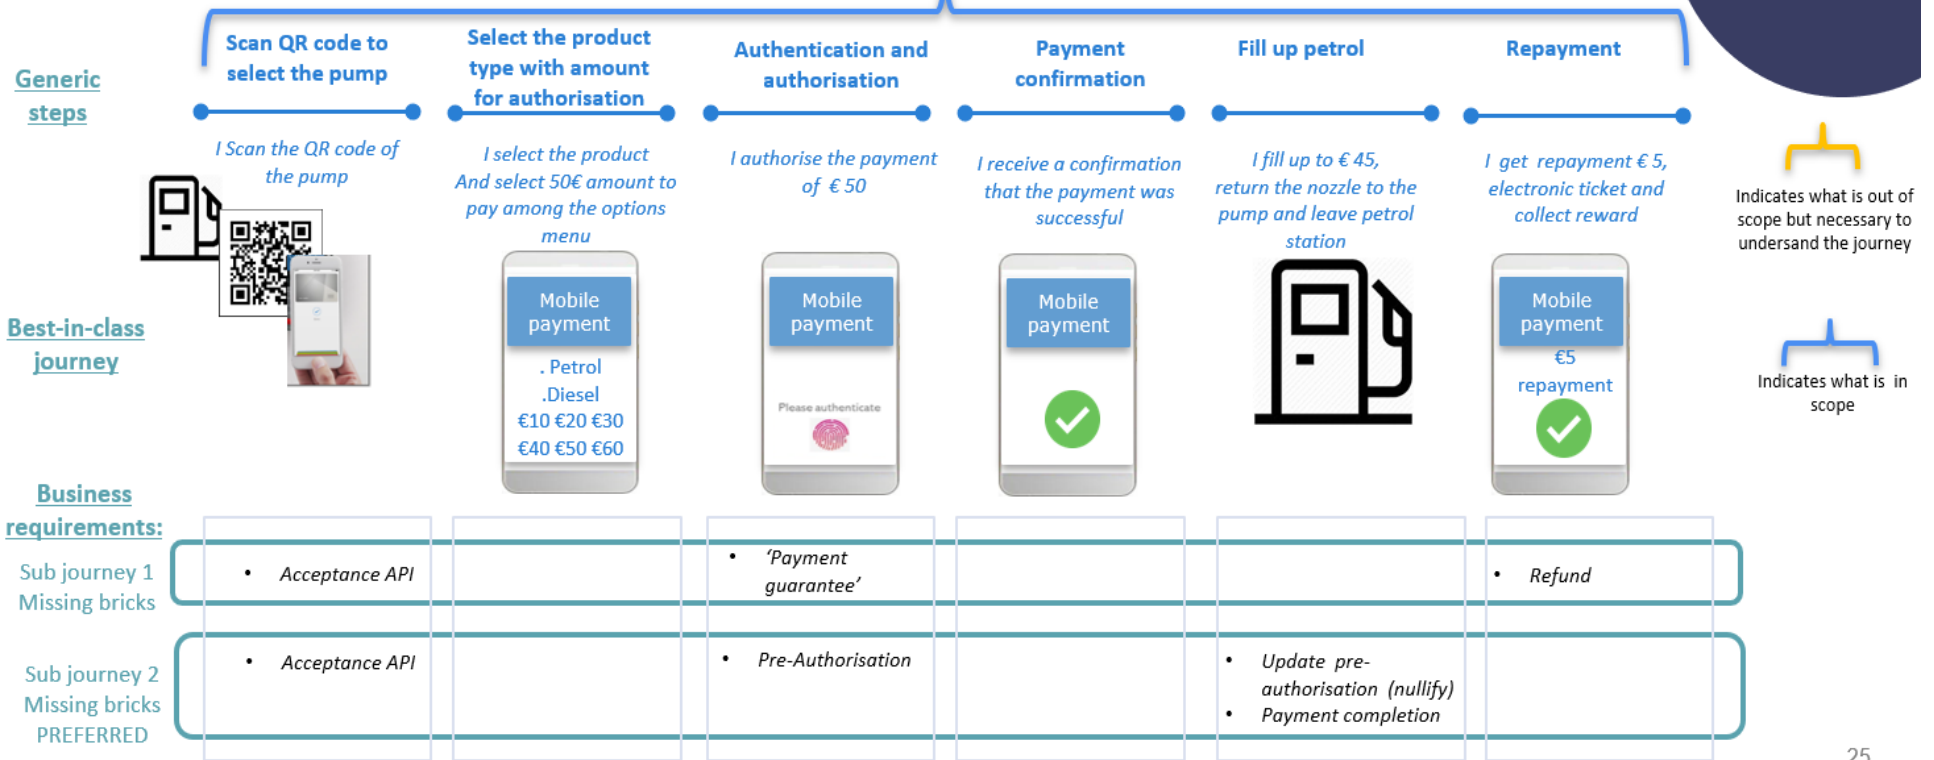 Generic
steps
Scan QR code to
select the pump
Select the product
type with amount
for authorisation
Authentication and
authorisation
Payment
confirmation
Fill up petrol
Repayment
I Scan the QR code of
the pump
I select the product
And select 50€ amount to
pay among the options
menu
I authorise the payment
of € 50
I receive a confirmation
that the payment was
successful
I fill up to € 45,
return the nozzle to the
pump and leave petrol
station
I get repayment € 5,
electronic ticket and
collect reward
Indicates what is out of
scope but necessary to
undersand the journey
Best-in-class
journey
Mobile
payment
. Petrol
.Diesel
€10 €20 €30
€40 €50 €60
Mobile
payment
Please authenticate
Mobile
payment
Mobile
payment
€5
repayment
Indicates what is in
scope
Business
requirements:
Sub journey 1
Missing bricks
• Acceptance API
• ‘Payment
guarantee’
• Refund
Sub journey 2
Missing bricks
PREFERRED
• Acceptance API
• Pre-Authorisation
• Update pre-
authorisation (nullify)
• Payment completion
25